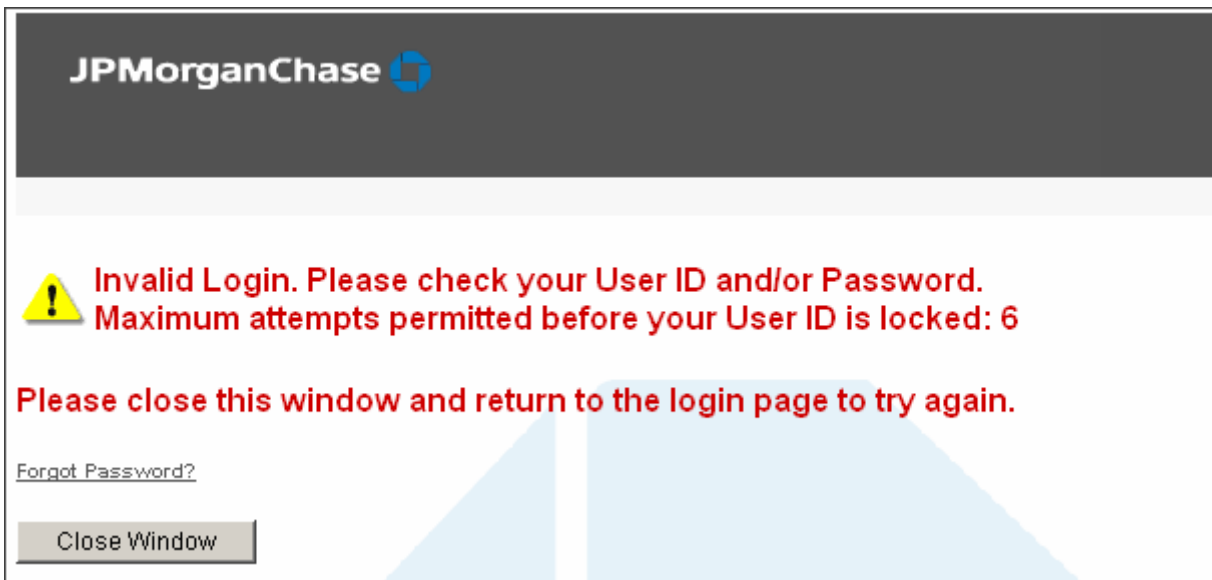 JPMorganChase
Invalid Login. Please check your User ID and/or Password.
Maximum attempts permitted before your User ID is locked: 6
Please close this window and return to the login page to try again.
Forgot Password?
Close Window